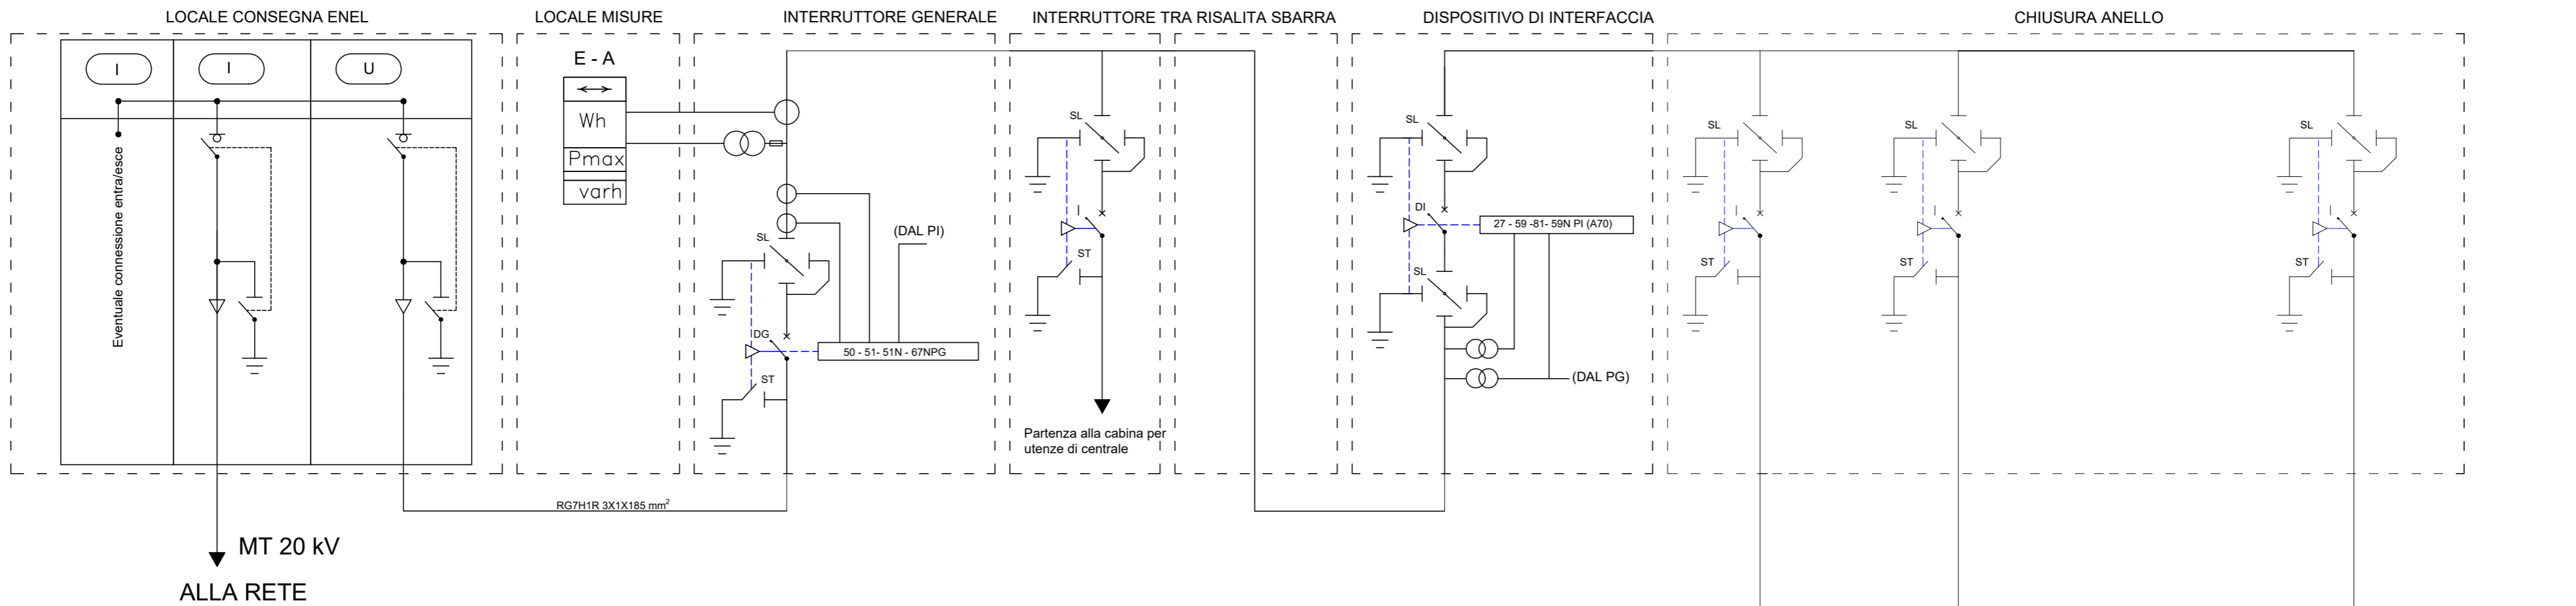 LOCALE CONSEGNA ENEL
LOCALE MISURE
INTERRUTTORE GENERALE
INTERRUTTORE TRA RISALITA SBARRA
DISPOSITIVO DI INTERFACCIA
CHIUSURA ANELLO
I
I
U
Eventuale connessione entra/esce
E - A
Wh
Pmax
varh
SL
(DAL PI)
DG
50 - 51- 51N - 67NPG
ST
SL
I
ST
Partenza alla cabina per
utenze di centrale
SL
DI
27 - 59 -81- 59N PI (A70)
SL
(DAL PG)
SL
I
ST
SL
I
ST
SL
I
ST
RG7H1R 3X1X185 mm²
MT 20 kV
ALLA RETE